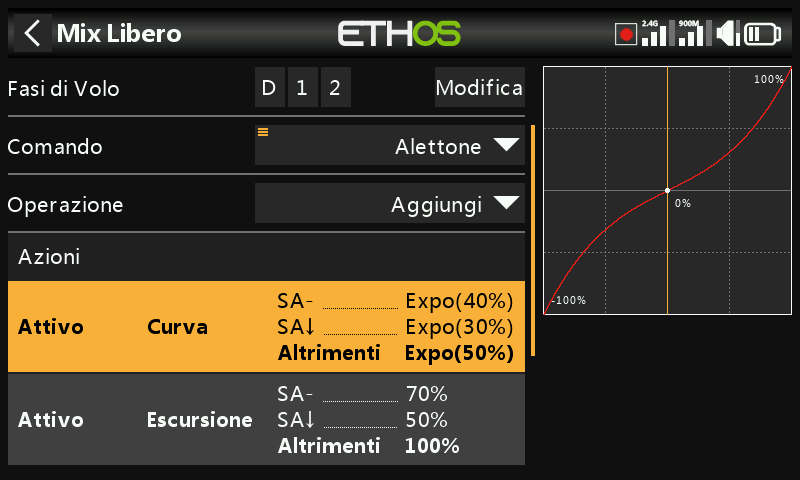 Mix Libero
ETHOS
2.4G
900M
Fasi di Volo
D 1 2
Modifica
Comando
Alettone
Operazione
Aggiungi
Azioni
Attivo Curva
SA- Expo(40%)
SA↓ Expo(30%)
Altrimenti Expo(50%)
Attivo Escursione
SA- 70%
SA↓ 50%
Altrimenti 100%
100%
0%
-100%